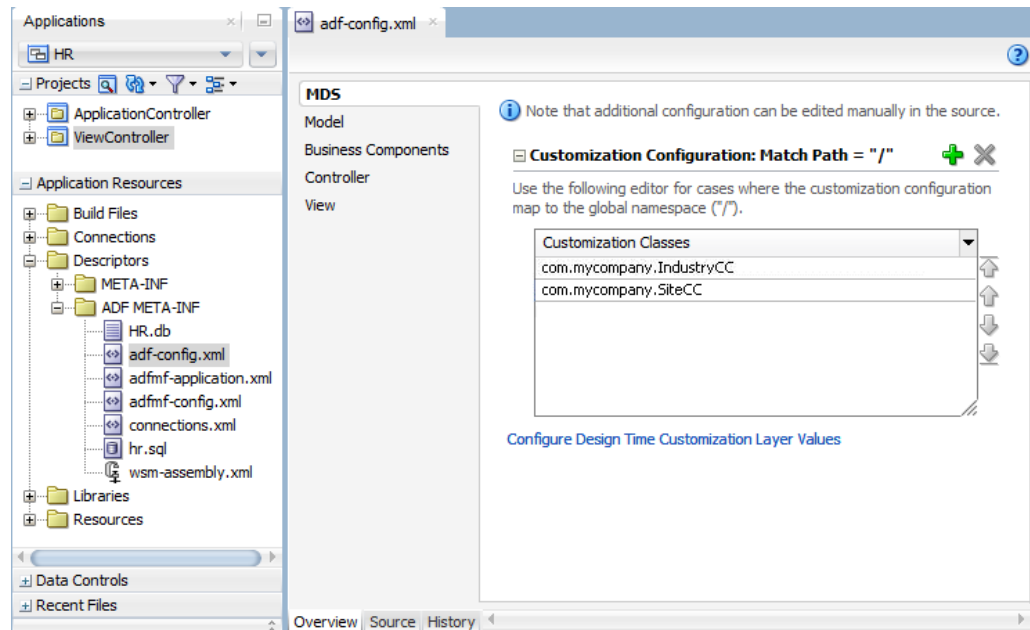 Applications
HR
Projects
ApplicationController
ViewController
Application Resources
Build Files
Connections
Descriptors
META-INF
ADF META-INF
HR.db
adf-config.xml
adfmf-application.xml
adfmf-config.xml
connections.xml
hr.sql
wsm-assembly.xml
Libraries
Resources
Data Controls
Recent Files
adf-config.xml
MDS
Model
Business Components
Controller
View
Note that additional configuration can be edited manually in the source.
Customization Configuration: Match Path = "/"
Use the following editor for cases where the customization configuration
map to the global namespace ("/").
Customization Classes
com.mycompany.IndustryCC
com.mycompany.SiteCC
Configure Design Time Customization Layer Values
Overview Source History